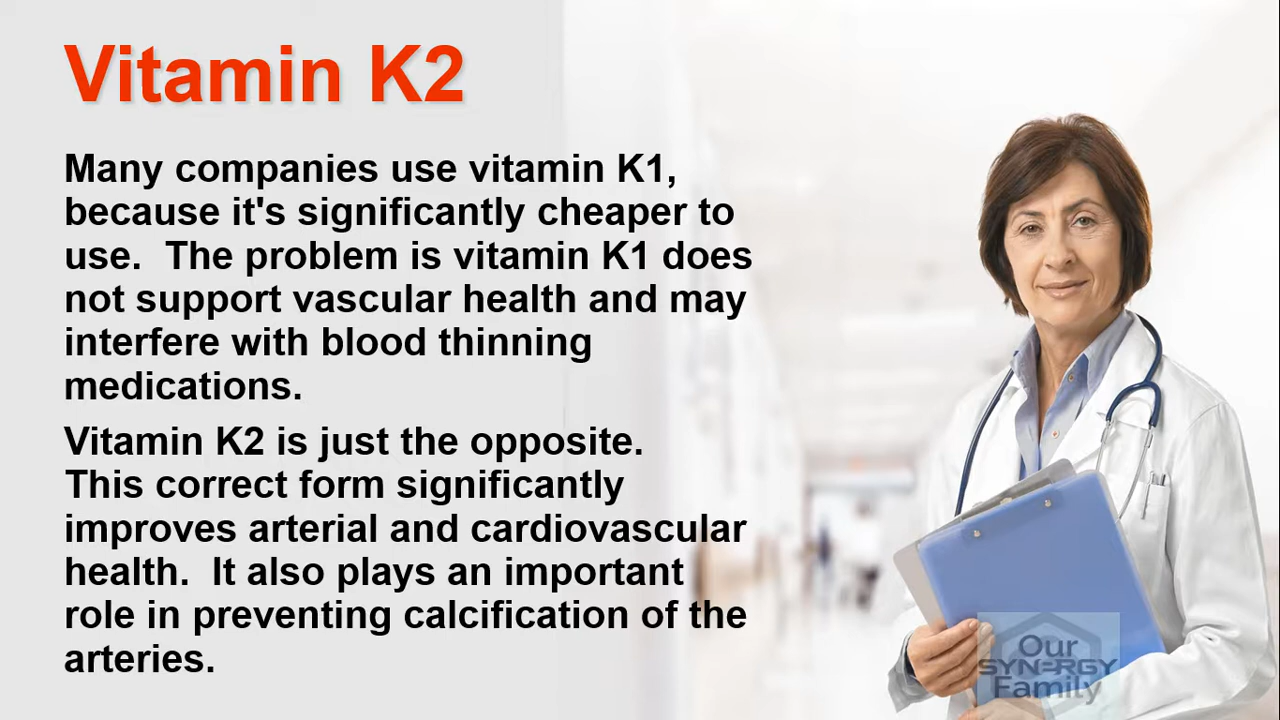 Vitamin K2
Many companies use vitamin K1,
because it's significantly cheaper to
use.  The problem is vitamin K1 does
not support vascular health and may
interfere with blood thinning
medications.
Vitamin K2 is just the opposite.
This correct form significantly
improves arterial and cardiovascular
health.  It also plays an important
role in preventing calcification of the
arteries.
Our
SYNERGY
Family